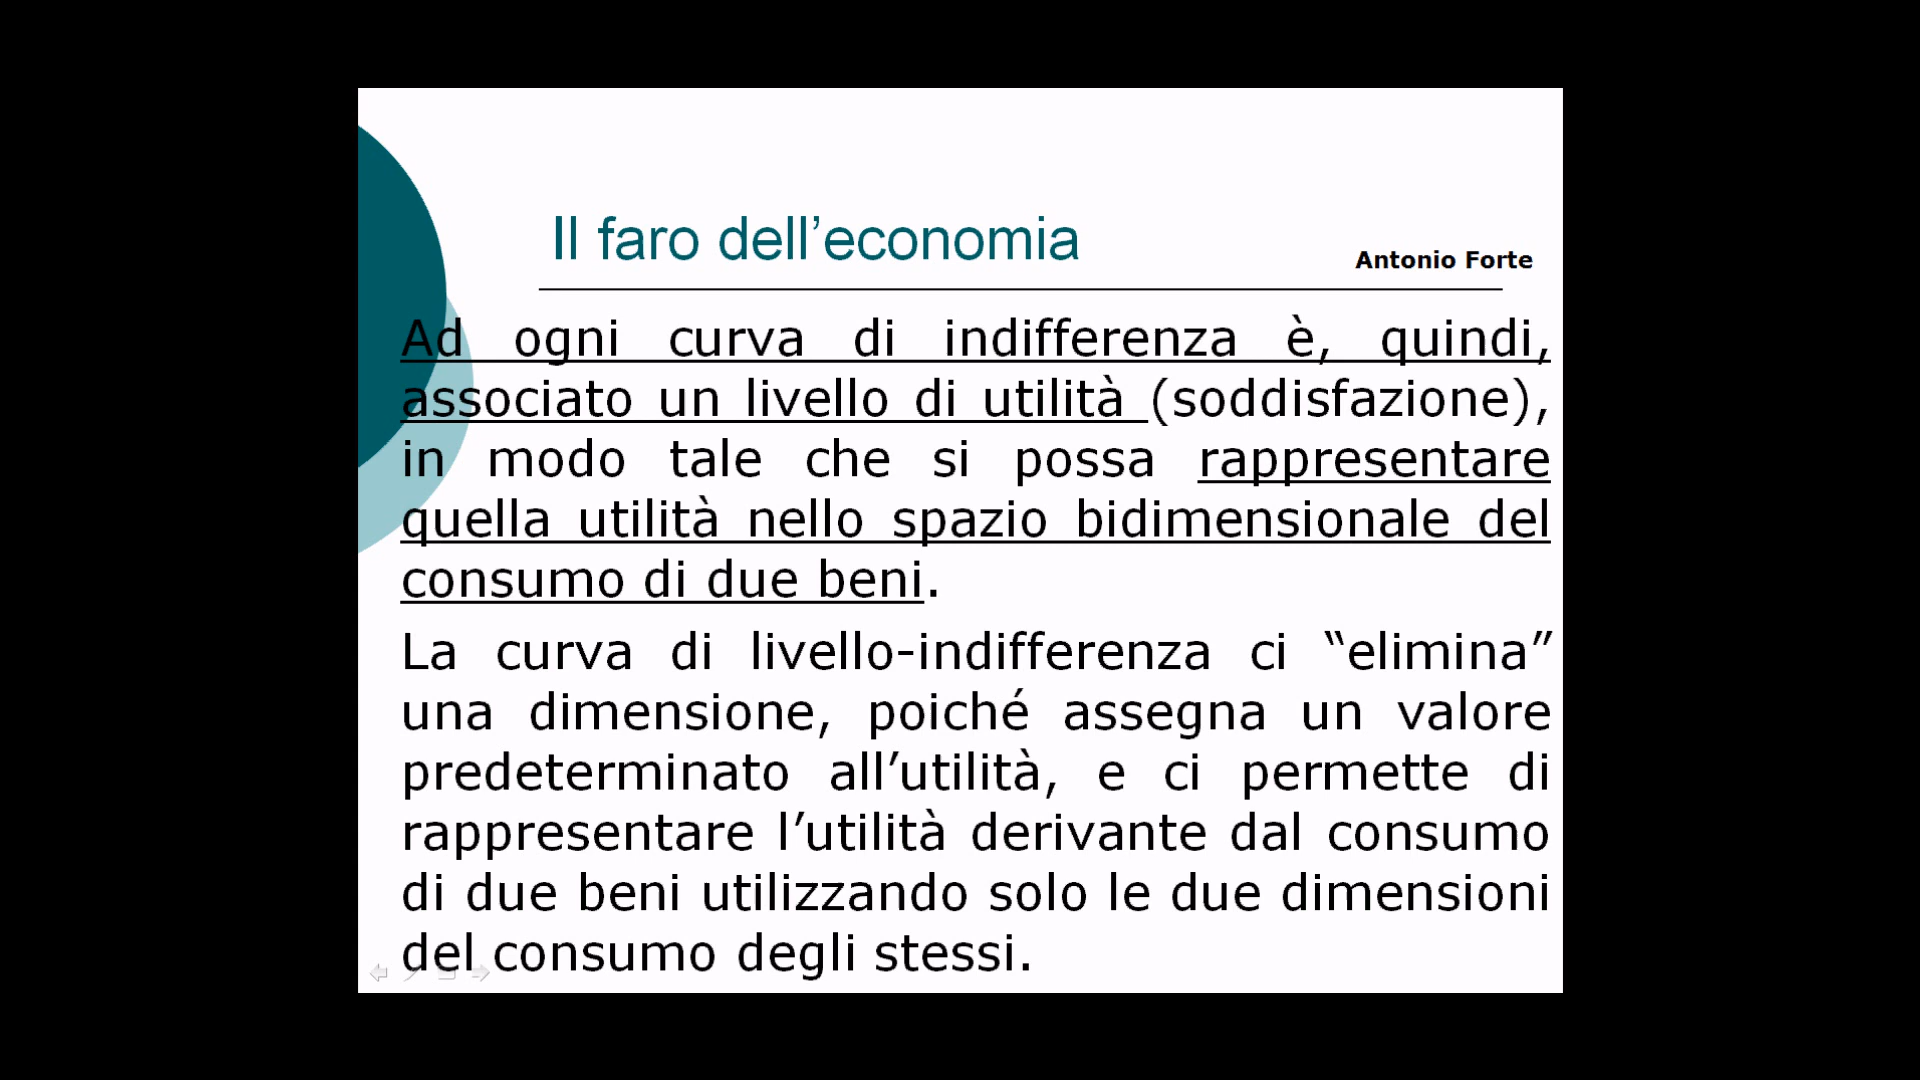 Il faro dell’economia
Antonio Forte
Ad ogni curva di indifferenza è, quindi,
associato un livello di utilità (soddisfazione),
in modo tale che si possa rappresentare
quella utilità nello spazio bidimensionale del
consumo di due beni.
La curva di livello-indifferenza ci “elimina”
una dimensione, poiché assegna un valore
predeterminato all’utilità, e ci permette di
rappresentare l’utilità derivante dal consumo
di due beni utilizzando solo le due dimensioni
del consumo degli stessi.